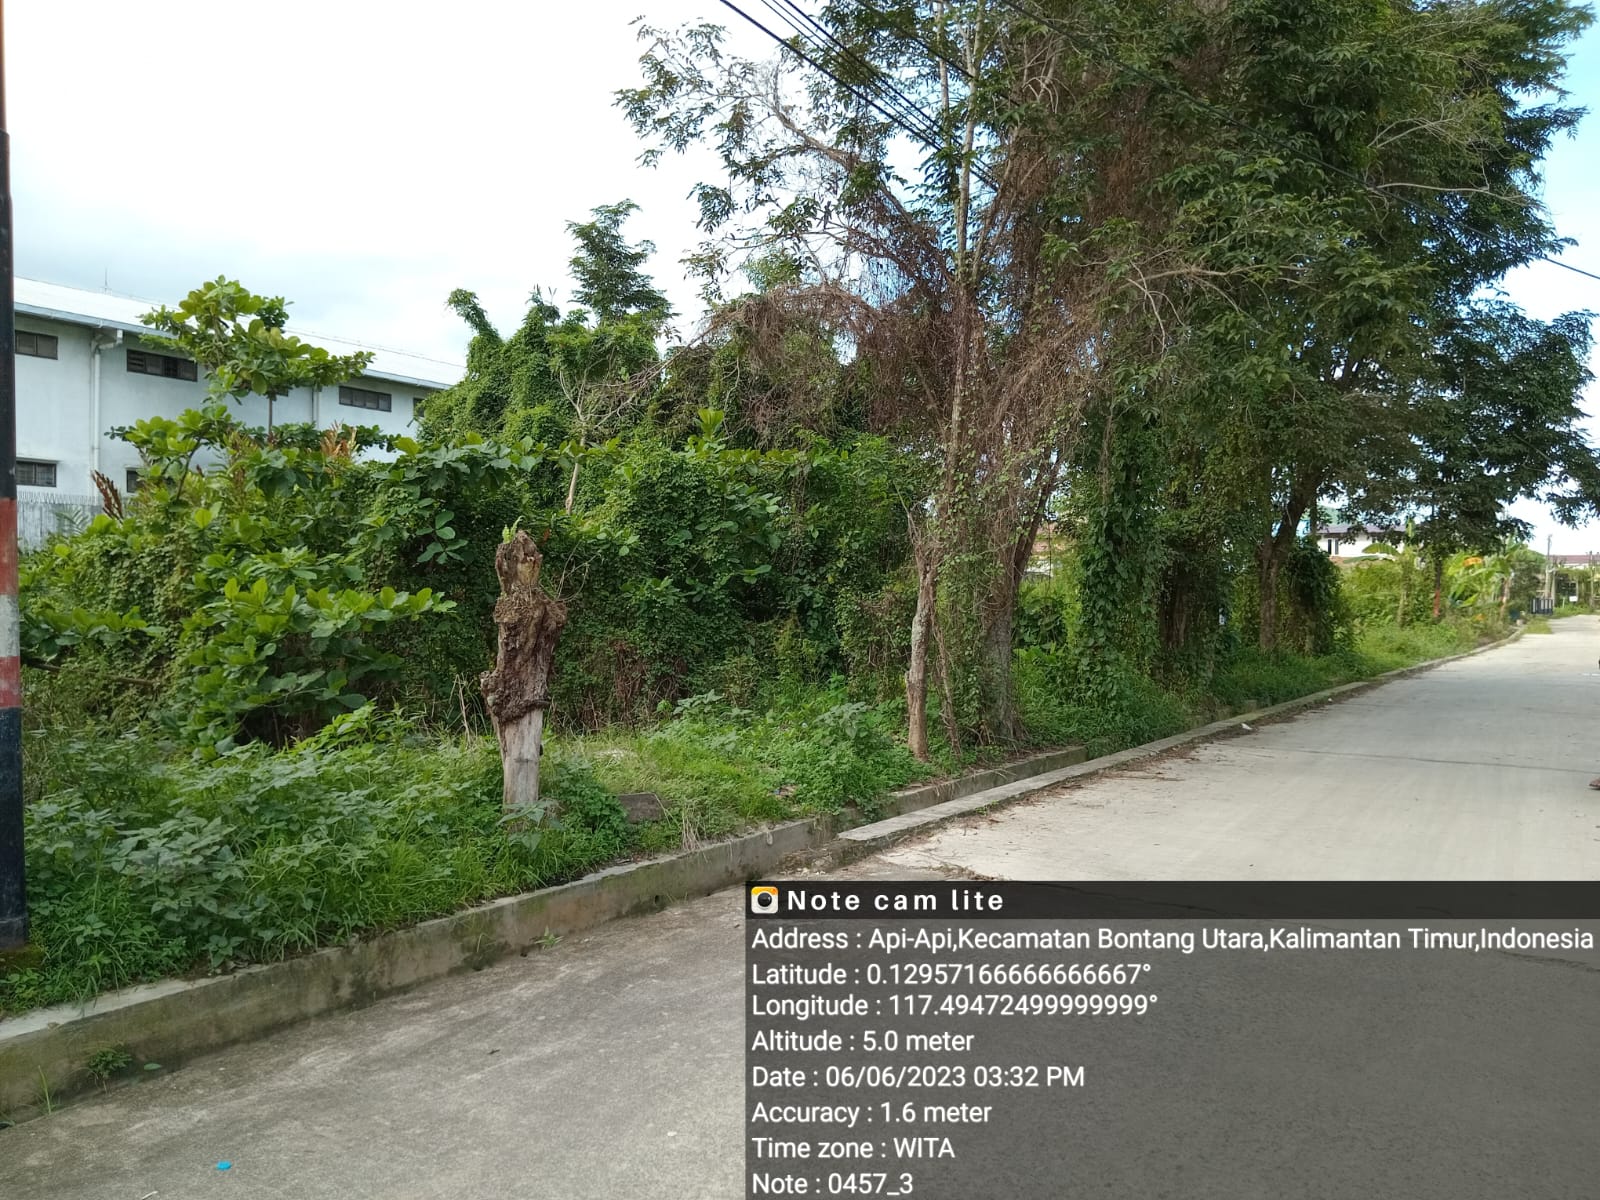 Note cam lite
Address : Api-Api,Kecamatan Bontang Utara,Kalimantan Timur,Indonesia
Latitude : 0.12957166666666667°
Longitude : 117.49472499999999°
Altitude : 5.0 meter
Date : 06/06/2023 03:32 PM
Accuracy : 1.6 meter
Time zone : WITA
Note : 0457_3